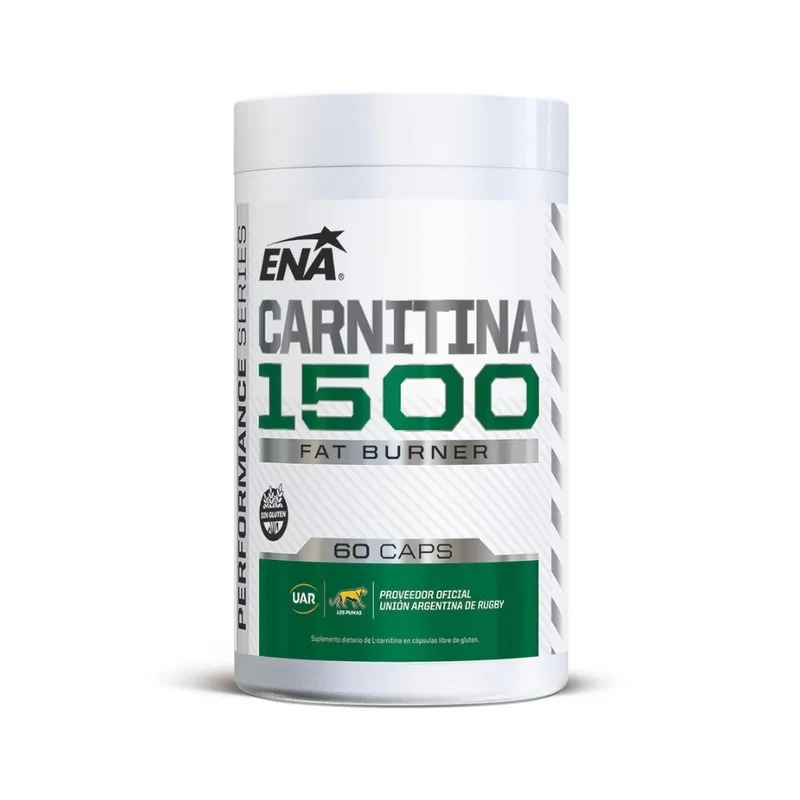 PERFORMANCE SERIES
ENA®
CARNITINA
1500
FAT BURNER
SIN GLUTEN
60 CAPS
UAR
LOS PUMAS
PROVEEDOR OFICIAL
UNIÓN ARGENTINA DE RUGBY
Suplemento dietario de L-carnitina en cápsulas libre de gluten.